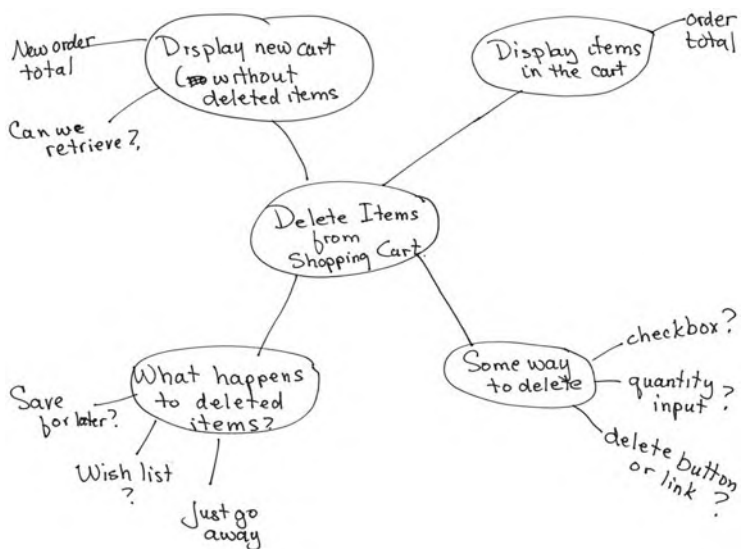 New order
total
Display new cart
( without
deleted items
Can we
retrieve?
Display items
in the cart
order
total
Delete Items
from
Shopping Cart
What happens
to deleted
items?
Save
for later?
Wish list
?
Just go
away
Some way
to delete
checkbox?
quantity
input?
delete button
or link?